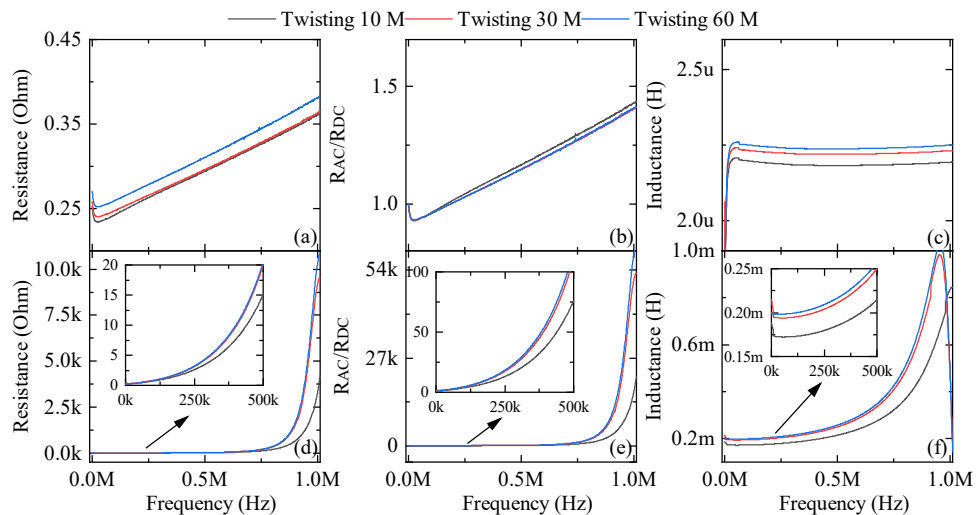 Twisting 10 M Twisting 30 M Twisting 60 M
Resistance (Ohm)
0.45
0.35
0.25
(a)
RAC/RDC
1.5
1.0
(b)
Inductance (H)
2.5u
2.0u
(c)
Resistance (Ohm)
10.0k
7.5k
5.0k
2.5k
0.0k
20
15
10
5
0
0 250k 500k
(d)
0.0M 0.5M 1.0M
Frequency (Hz)
RAC/RDC
54k
27k
0
100
50
0
0 250k 500k
(e)
0.0M 0.5M 1.0M
Frequency (Hz)
Inductance (H)
1.0m
0.6m
0.2m
0.25m
0.20m
0.15m
0 250k 500k
(f)
0.0M 0.5M 1.0M
Frequency (Hz)